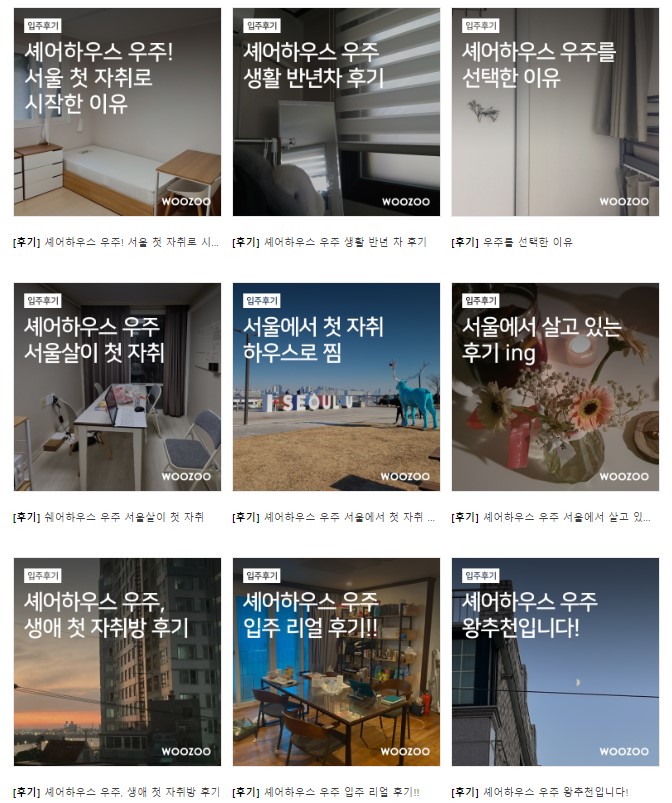 입주후기
셰어하우스 우주!
서울 첫 자취로
시작한 이유
WOOZOO
입주후기
셰어하우스 우주
생활 반년차 후기
WOOZOO
입주후기
셰어하우스 우주를
선택한 이유
WOOZOO
[후기] 셰어하우스 우주! 서울 첫 자취로 시...
[후기] 셰어하우스 우주 생활 반년 차 후기
[후기] 우주를 선택한 이유
입주후기
셰어하우스 우주
서울살이 첫 자취
WOOZOO
입주후기
서울에서 첫 자취
하우스로 찜
I SEOUL U
WOOZOO
입주후기
서울에서 살고 있는
후기 ing
WOOZOO
[후기] 쉐어하우스 우주 서울살이 첫 자취
[후기] 셰어하우스 우주 서울에서 첫 자취 ...
[후기] 셰어하우스 우주 서울에서 살고 있...
입주후기
셰어하우스 우주,
생애 첫 자취방 후기
WOOZOO
입주후기
셰어하우스 우주
입주 리얼 후기!!
WOOZOO
입주후기
셰어하우스 우주
왕추천입니다!
WOOZOO
[후기] 셰어하우스 우주, 생애 첫 자취방 후기
[후기] 셰어하우스 우주 입주 리얼 후기!!
[후기] 셰어하우스 우주 왕추천입니다!